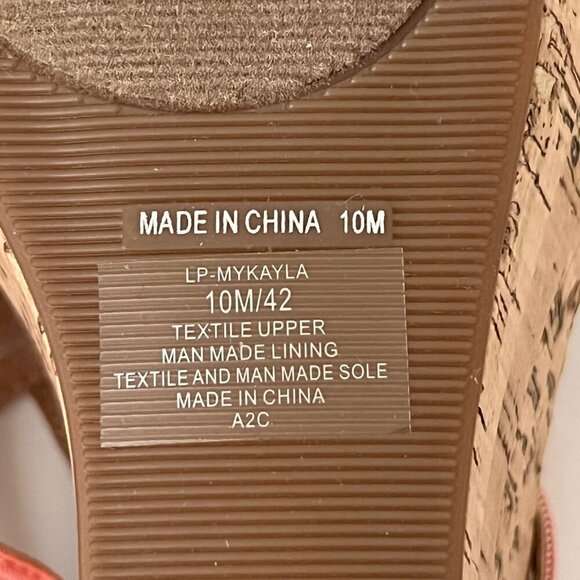 MADE IN CHINA 10M
LP-MYKAYLA
10M/42
TEXTILE UPPER
MAN MADE LINING
TEXTILE AND MAN MADE SOLE
MADE IN CHINA
A2C